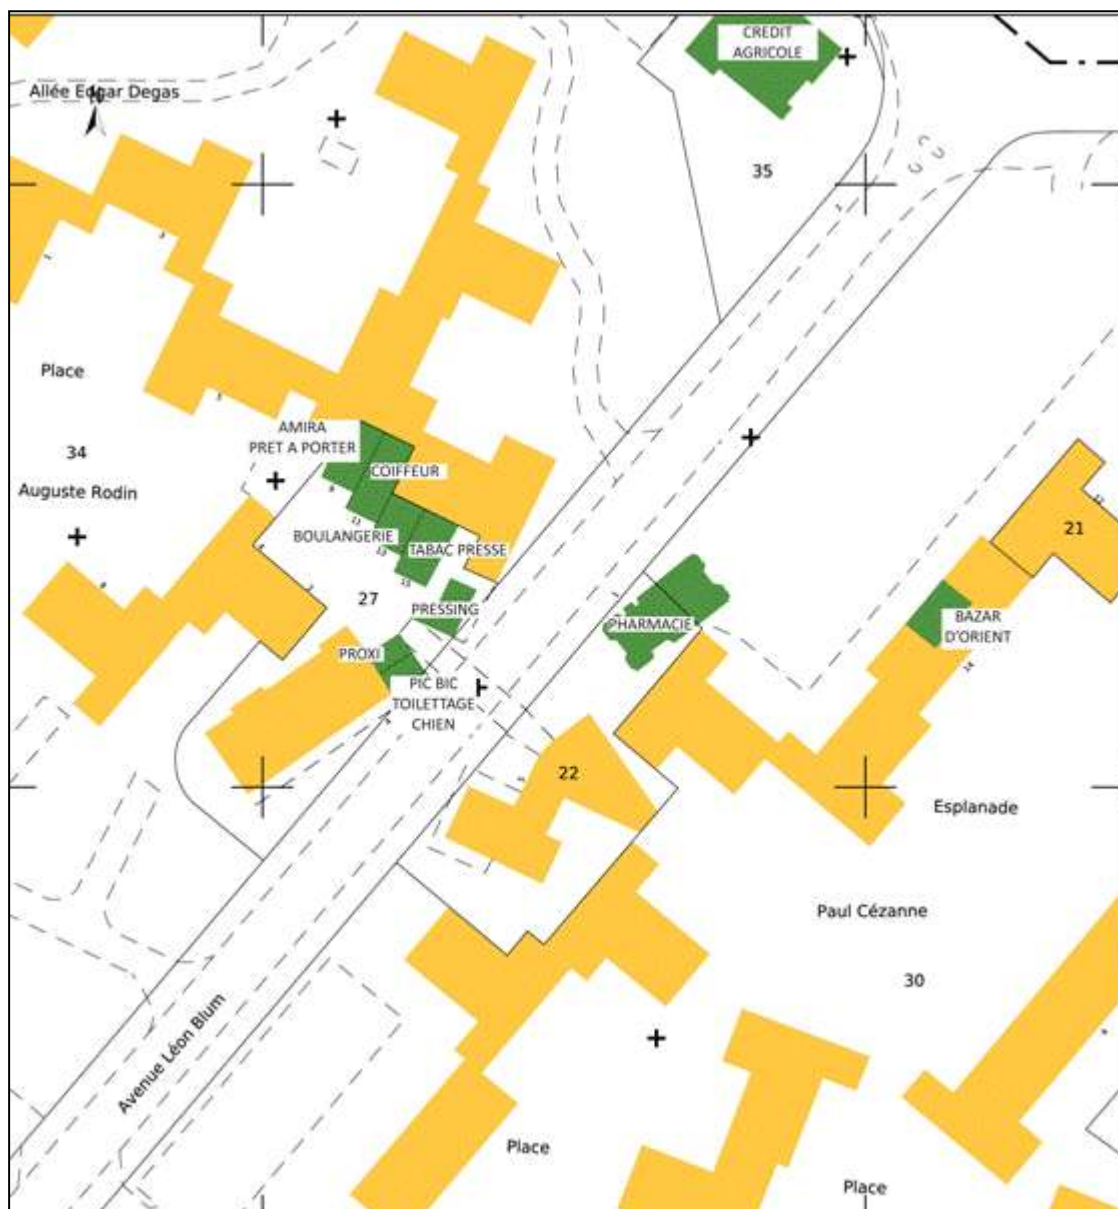 CREDIT
AGRICOLE
Allée Edgar Degas
35
Place
34
Auguste Rodin
AMIRA
PRET A PORTER
COIFFEUR
BOULANGERIE
TABAC PRESSE
27
PRESSING
PROXI
PIC BIC
TOILETTAGE
CHIEN
PHARMACIE
21
12
BAZAR
D'ORIENT
14
22
Esplanade
Paul Cézanne
30
Avenue Léon Blum
Place
Place